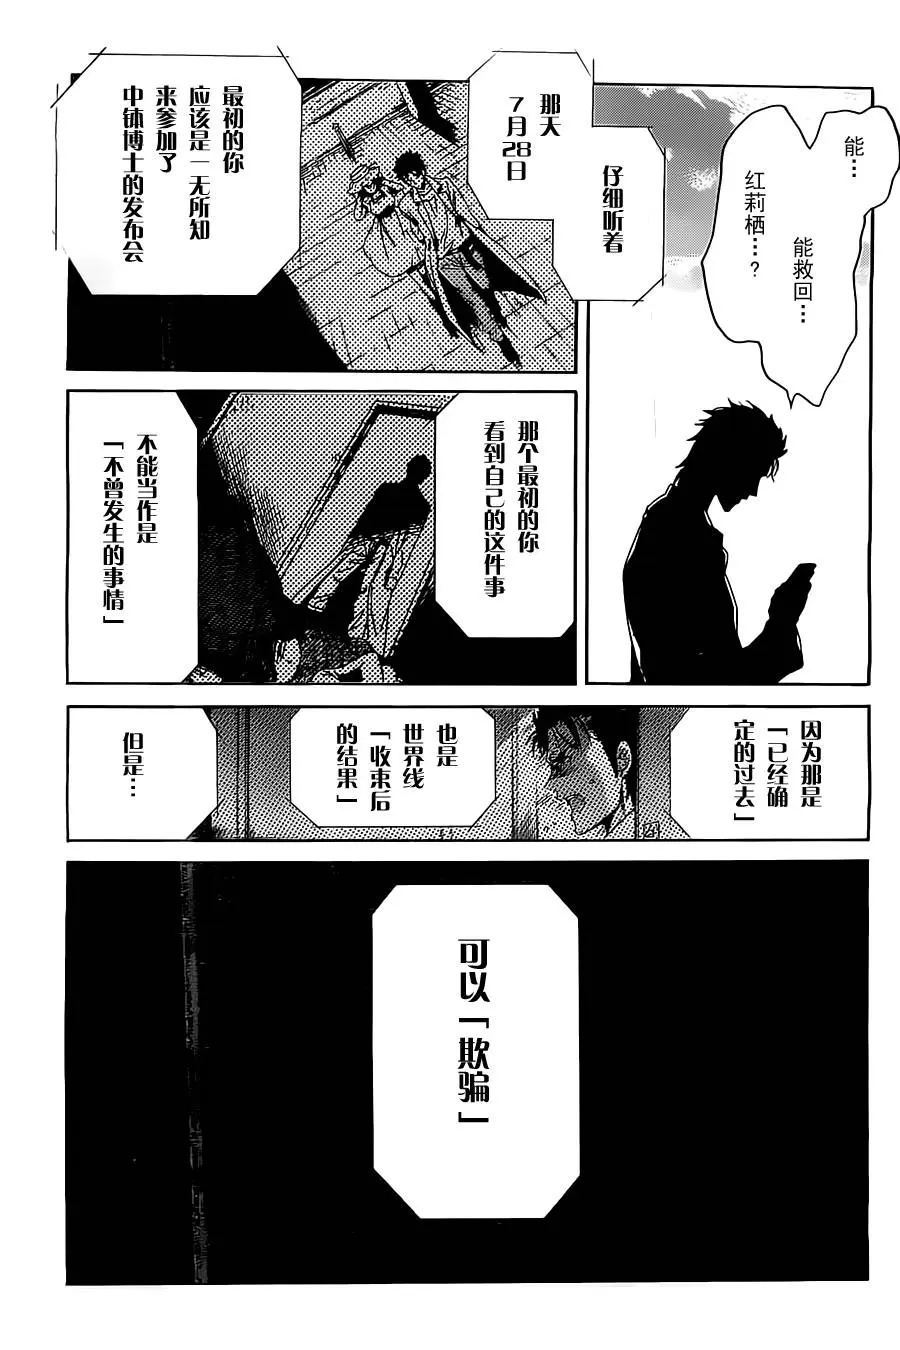 能…
能救回…
红莉栖…?
仔细听着
那天
7月28日
最初的你
应该是一无所知
来参加了
中钵博士的发布会
那个最初的你
看到自己的这件事
不能当作是
「不曾发生的事情」
因为那是
「已经确
定的过去」
也是
世界线
「收束后
的结果」
但是…
可以「欺骗」